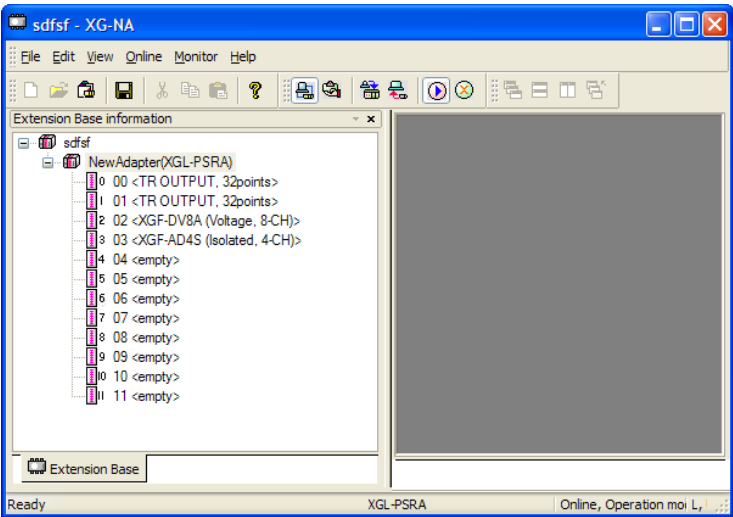 sdfsf - XG-NA
File Edit View Online Monitor Help
Extension Base information
sdfsf
NewAdapter(XGL-PSRA)
0 00 <TR OUTPUT, 32points>
1 01 <TR OUTPUT, 32points>
2 02 <XGF-DV8A (Voltage, 8-CH)>
3 03 <XGF-AD4S (Isolated, 4-CH)>
4 04 <empty>
5 05 <empty>
6 06 <empty>
7 07 <empty>
8 08 <empty>
9 09 <empty>
10 10 <empty>
11 11 <empty>
Extension Base
Ready XGL-PSRA Online, Operation mo L,